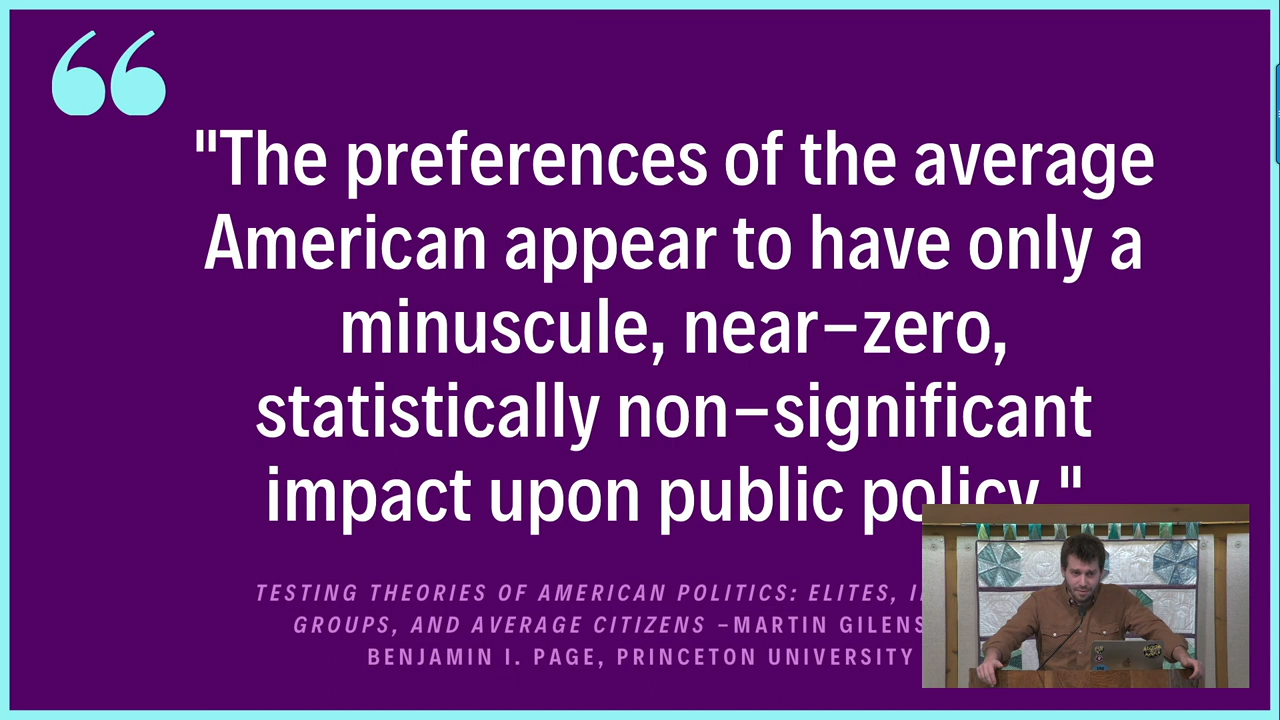 "The preferences of the average
American appear to have only a
minuscule, near–zero,
statistically non–significant
impact upon public policy."
TESTING THEORIES OF AMERICAN POLITICS: ELITES,
GROUPS, AND AVERAGE CITIZENS –MARTIN GILENS
BENJAMIN I. PAGE, PRINCETON UNIVERSITY